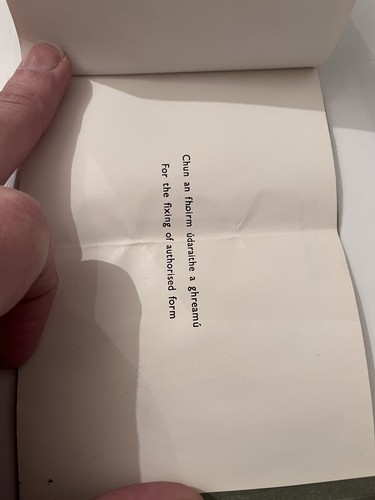 Chun an fhoirm údaraithe a ghreamú
For the fixing of authorised form